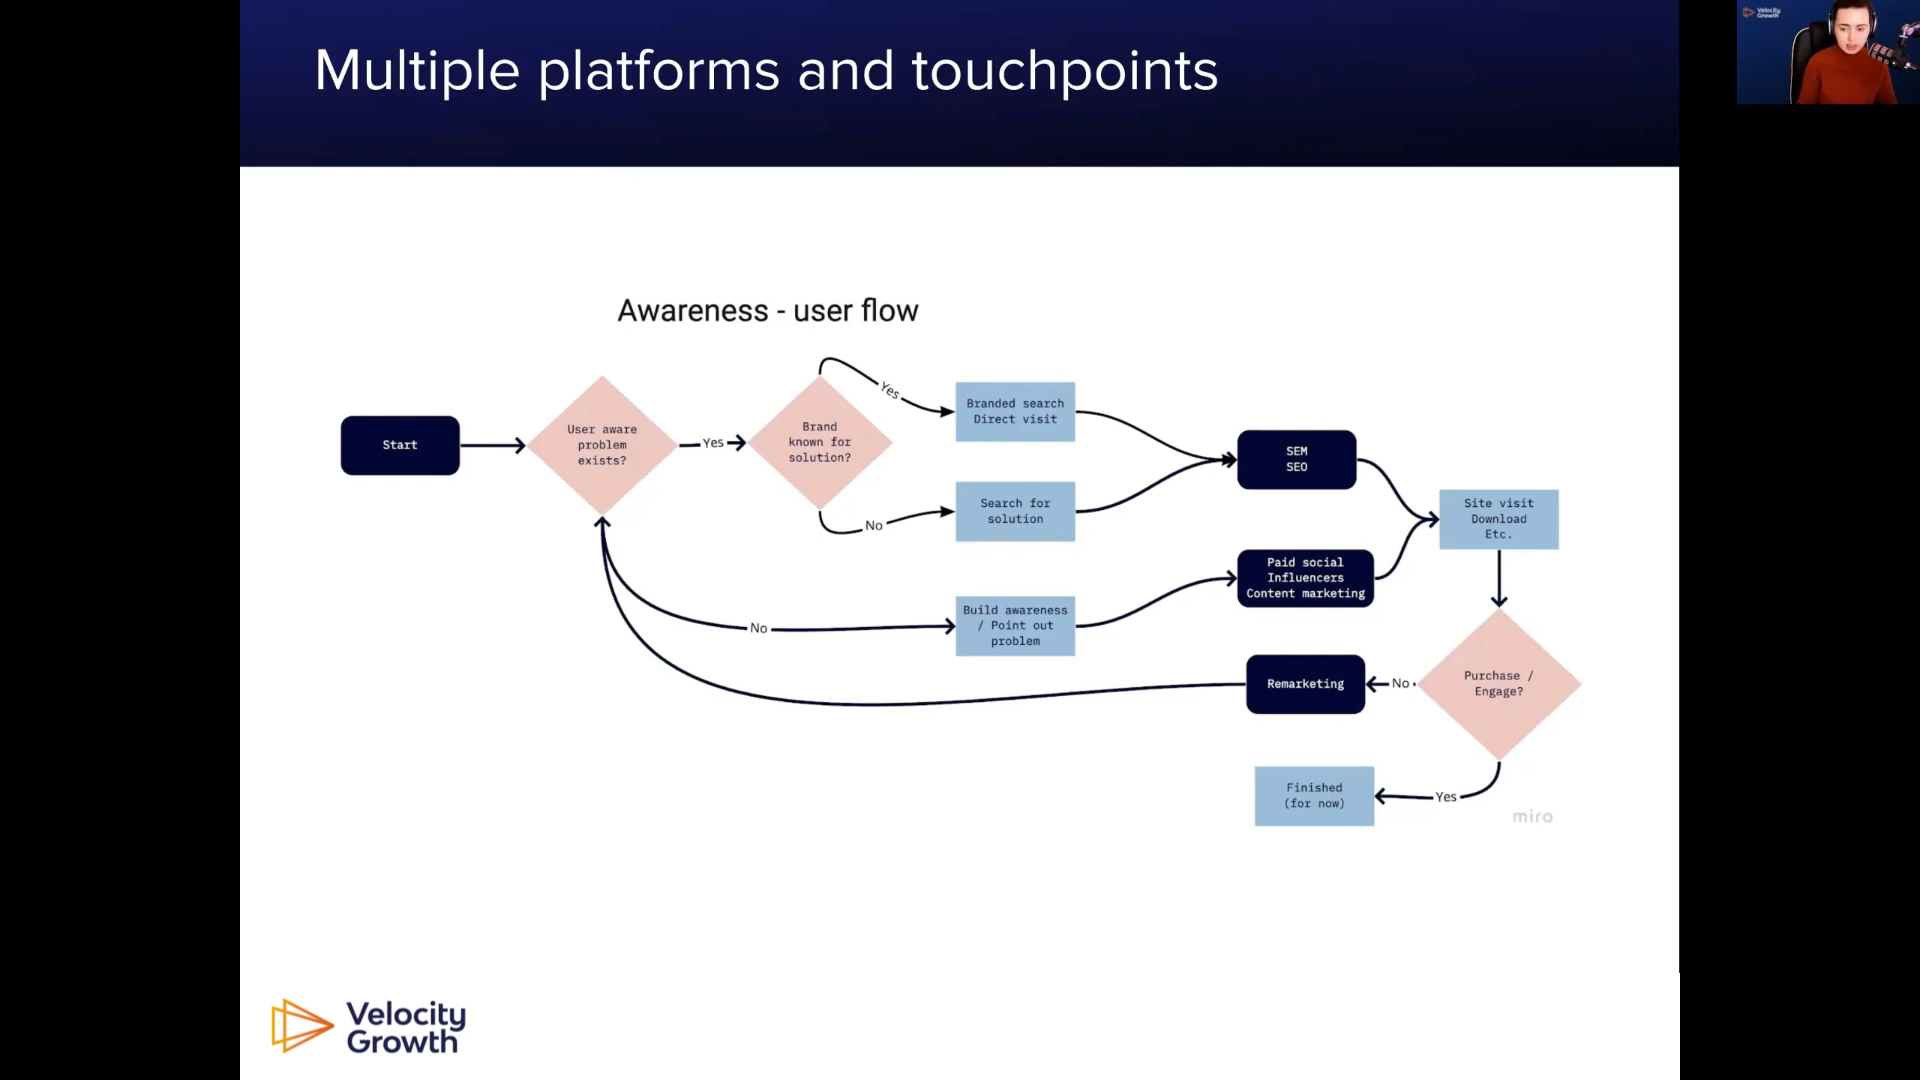 Multiple platforms and touchpoints
Velocity
Growth
Awareness - user flow
Start
User aware
problem
exists?
Yes
Brand
known for
solution?
Yes
Branded search
Direct visit
No
Search for
solution
SEM
SEO
No
Build awareness
/ Point out
problem
Paid social
Influencers
Content marketing
Site visit
Download
Etc.
Purchase /
Engage?
No
Remarketing
Yes
Finished
(for now)
miro
Velocity
Growth